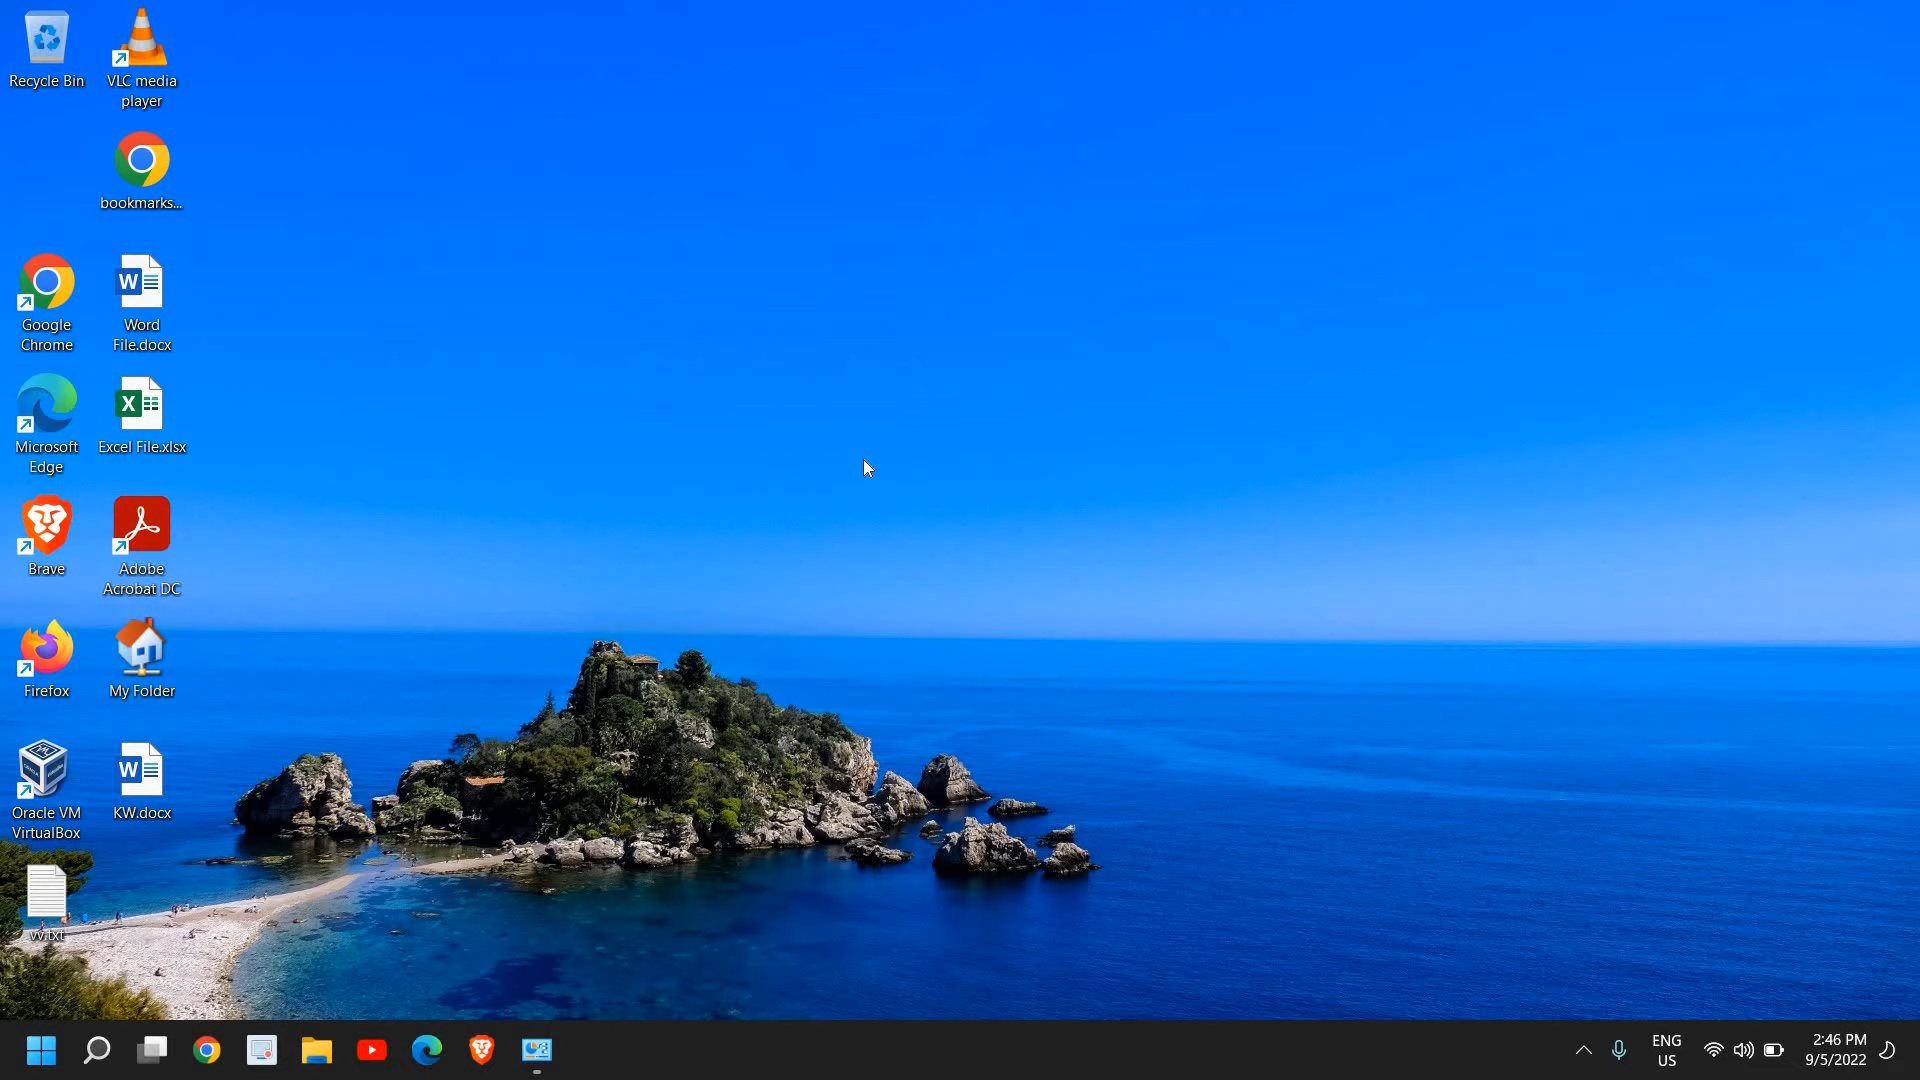 Recycle Bin
VLC media
player
bookmarks...
Google
Chrome
Word
File.docx
Microsoft
Edge
Excel File.xlsx
Brave
Adobe
Acrobat DC
Firefox
My Folder
Oracle VM
VirtualBox
KW.docx
ENG
US
2:46 PM
9/5/2022